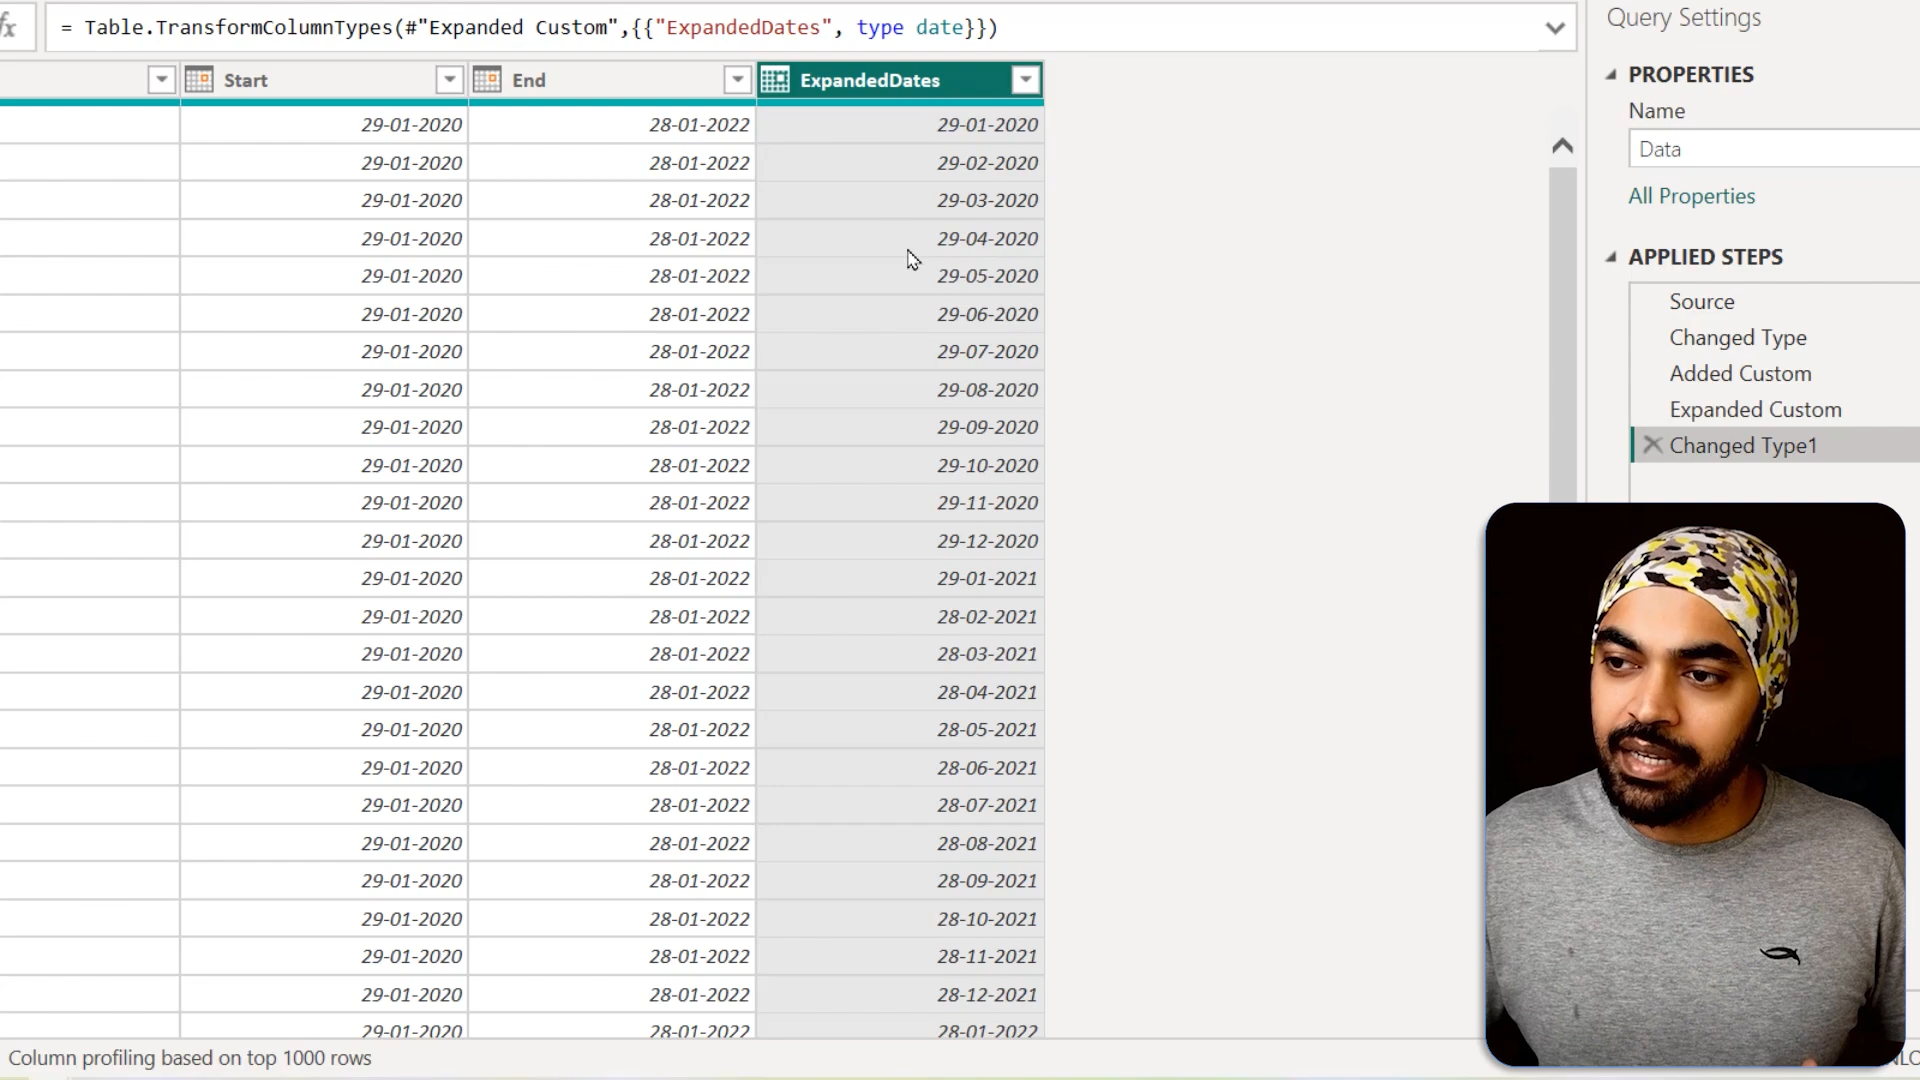 fx
= Table.TransformColumnTypes(#"Expanded Custom",{{"ExpandedDates", type date}})
Start End ExpandedDates
29-01-2020 28-01-2022 29-01-2020
29-01-2020 28-01-2022 29-02-2020
29-01-2020 28-01-2022 29-03-2020
29-01-2020 28-01-2022 29-04-2020
29-01-2020 28-01-2022 29-05-2020
29-01-2020 28-01-2022 29-06-2020
29-01-2020 28-01-2022 29-07-2020
29-01-2020 28-01-2022 29-08-2020
29-01-2020 28-01-2022 29-09-2020
29-01-2020 28-01-2022 29-10-2020
29-01-2020 28-01-2022 29-11-2020
29-01-2020 28-01-2022 29-12-2020
29-01-2020 28-01-2022 29-01-2021
29-01-2020 28-01-2022 28-02-2021
29-01-2020 28-01-2022 28-03-2021
29-01-2020 28-01-2022 28-04-2021
29-01-2020 28-01-2022 28-05-2021
29-01-2020 28-01-2022 28-06-2021
29-01-2020 28-01-2022 28-07-2021
29-01-2020 28-01-2022 28-08-2021
29-01-2020 28-01-2022 28-09-2021
29-01-2020 28-01-2022 28-10-2021
29-01-2020 28-01-2022 28-11-2021
29-01-2020 28-01-2022 28-12-2021
29-01-2020 28-01-2022 28-01-2022
Column profiling based on top 1000 rows
Query Settings
PROPERTIES
Name
Data
All Properties
APPLIED STEPS
Source
Changed Type
Added Custom
Expanded Custom
Changed Type1